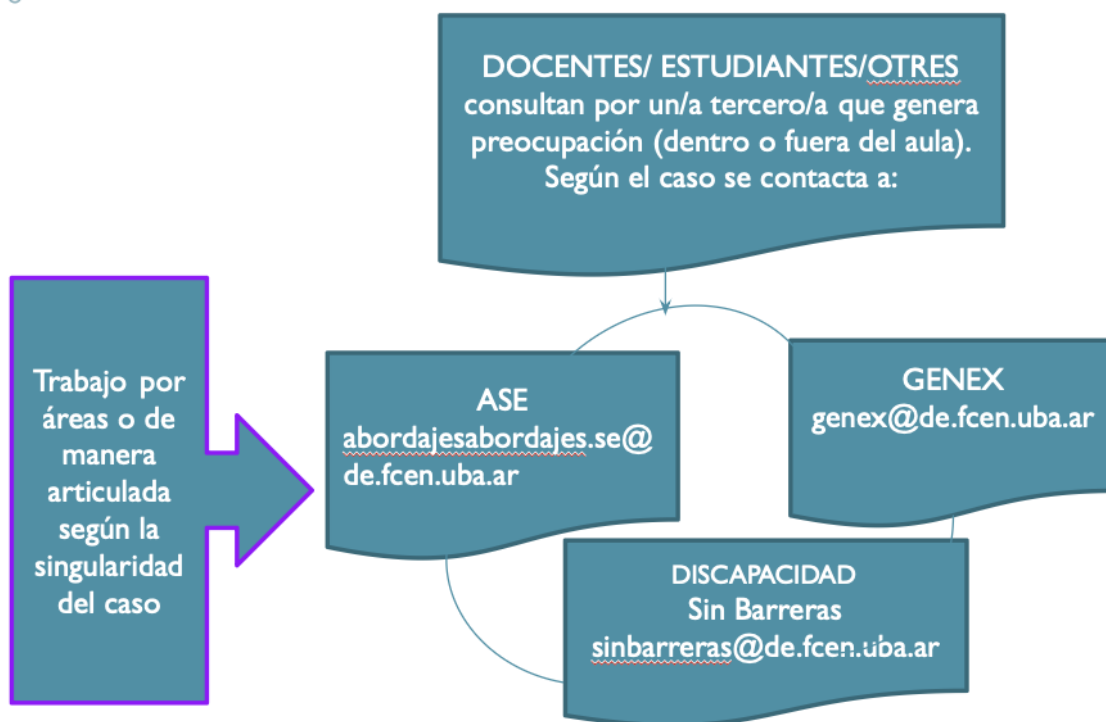 DOCENTES/ ESTUDIANTES/OTRES
consultan por un/a tercero/a que genera
preocupación (dentro o fuera del aula).
Según el caso se contacta a:
Trabajo por
áreas o de
manera
articulada
según la
singularidad
del caso
ASE
abordajesabordajes.se@
de.fcen.uba.ar
GENEX
genex@de.fcen.uba.ar
DISCAPACIDAD
Sin Barreras
sinbarreras@de.fcen.uba.ar